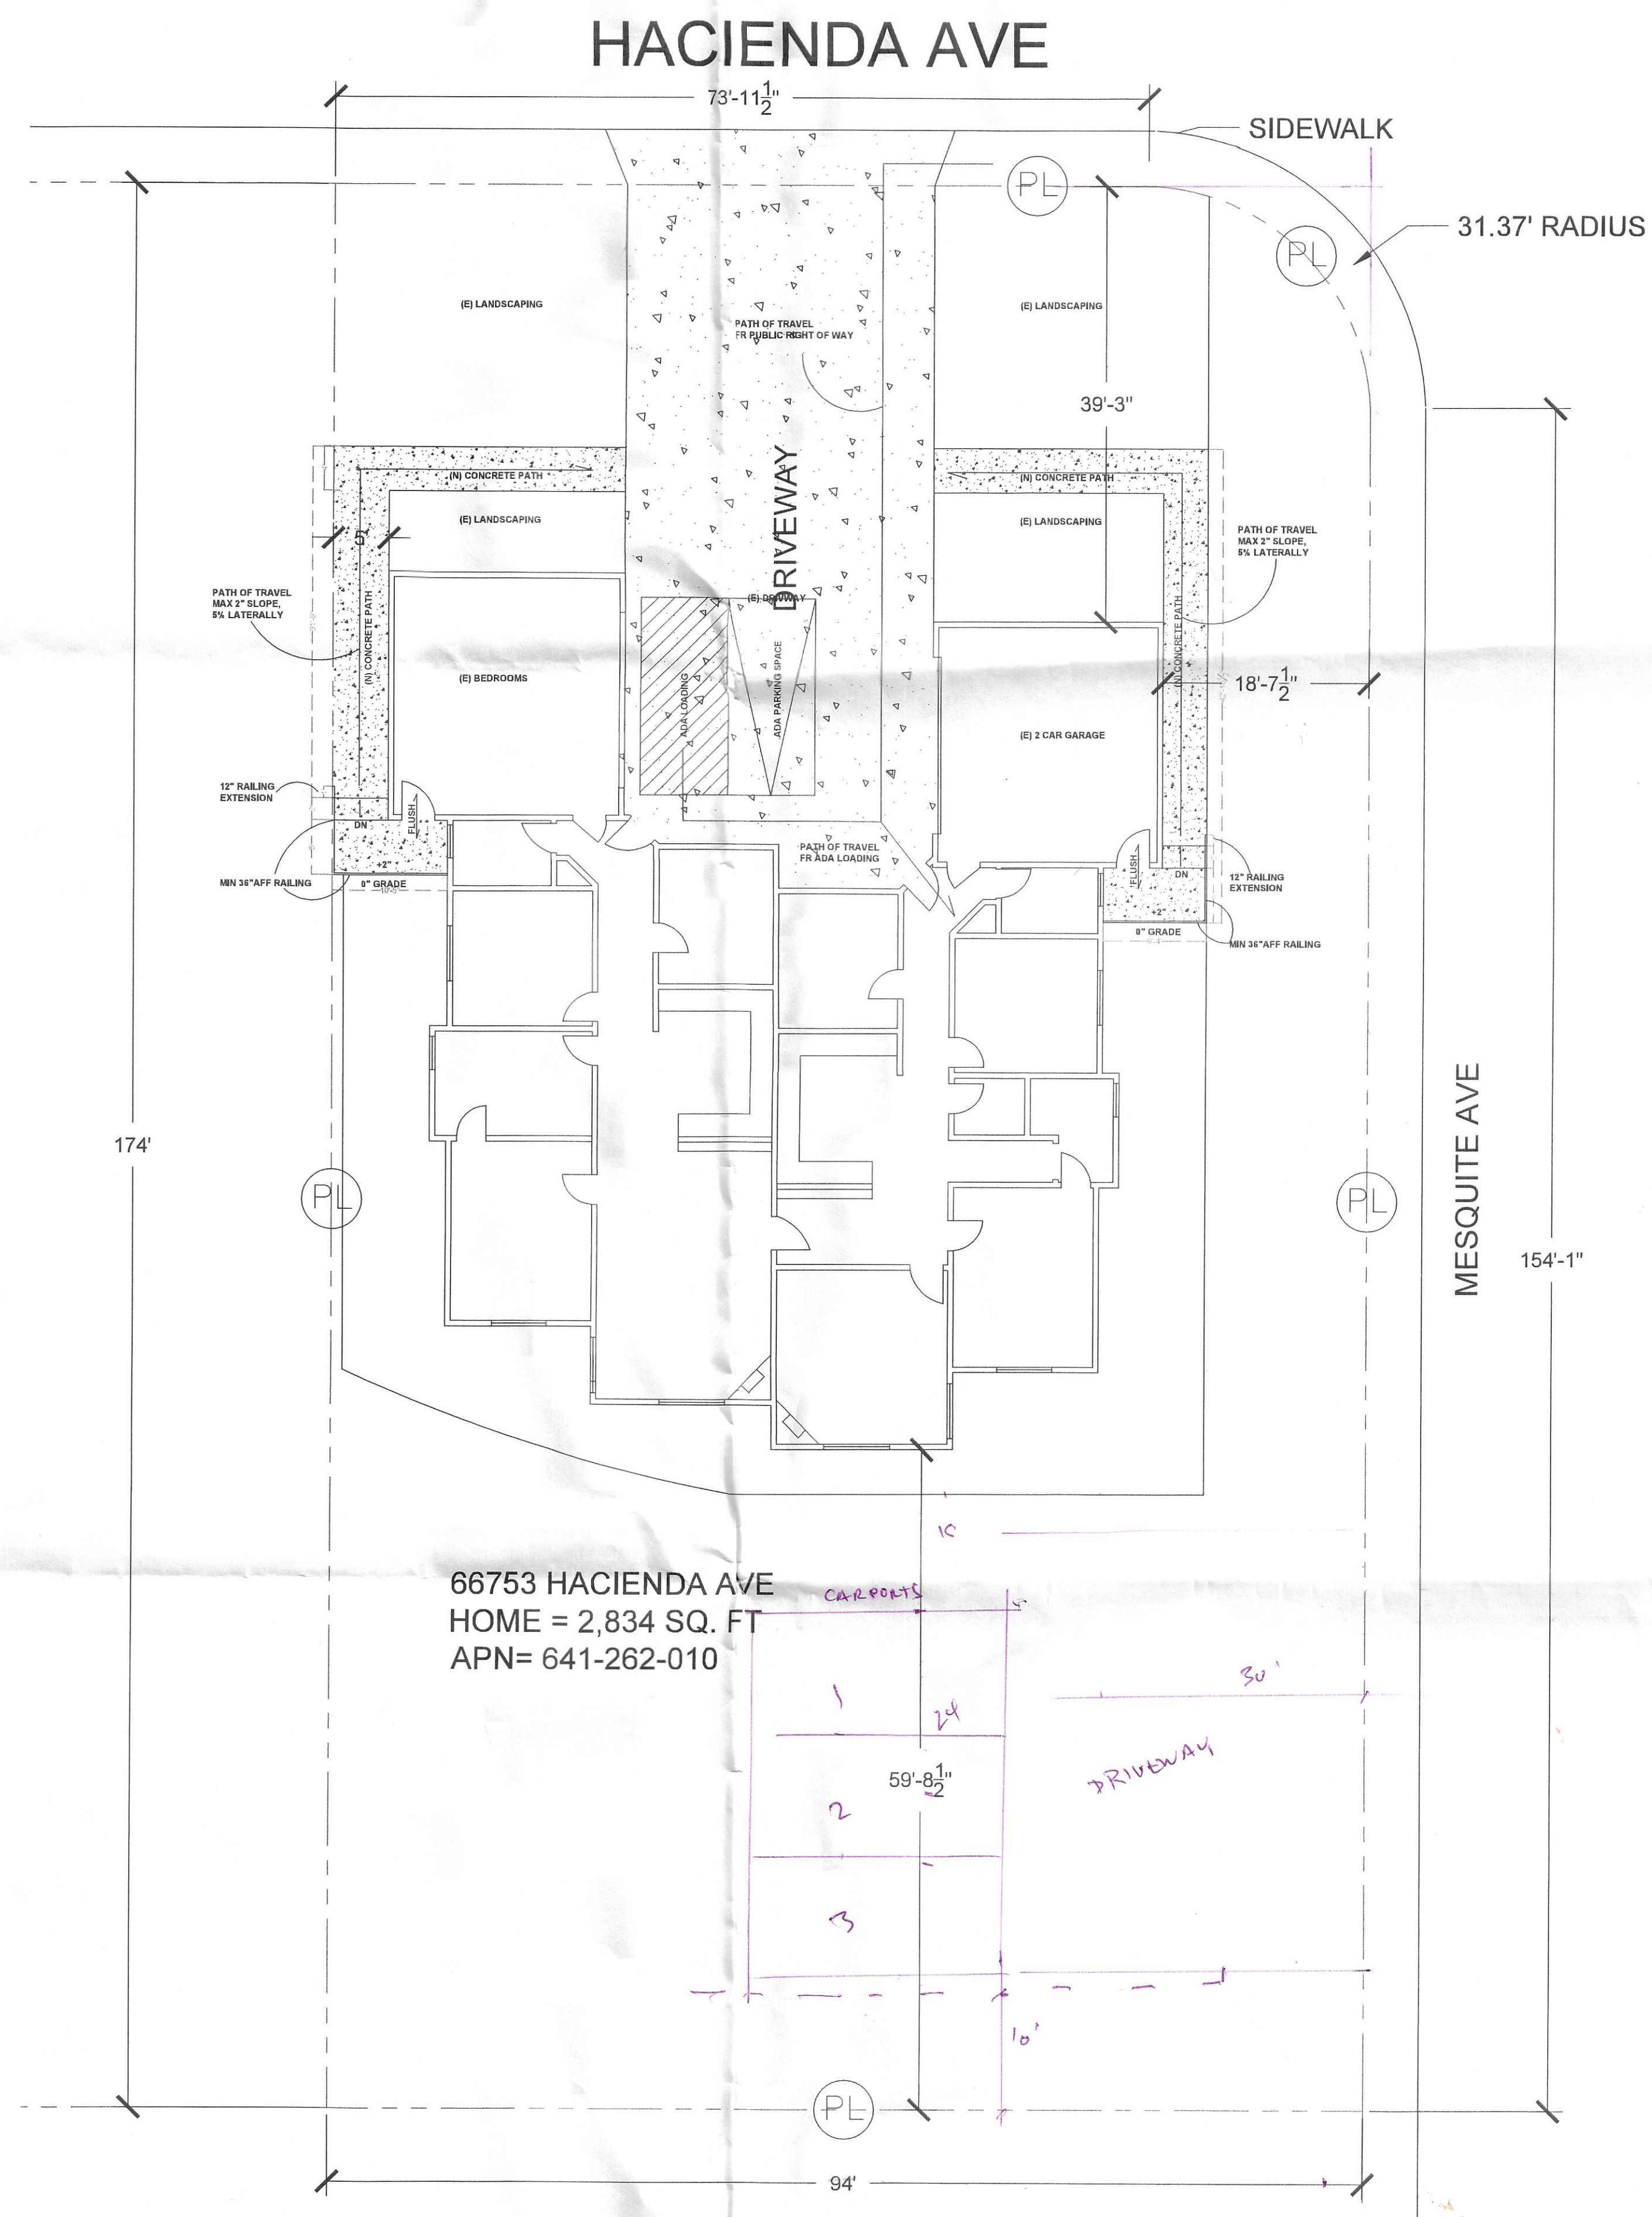 HACIENDA AVE
73'-11 1/2"
SIDEWALK
PL
31.37' RADIUS
PL
(E) LANDSCAPING
(E) LANDSCAPING
PATH OF TRAVEL
FR PUBLIC RIGHT OF WAY
39'-3"
DRIVEWAY
(N) CONCRETE PATH
(N) CONCRETE PATH
(E) LANDSCAPING
(E) LANDSCAPING
5'
PATH OF TRAVEL
MAX 2" SLOPE,
5% LATERALLY
PATH OF TRAVEL
MAX 2" SLOPE,
5% LATERALLY
(N) CONCRETE PATH
(N) CONCRETE PATH
(E) DRIVWAY
(E) BEDROOMS
ADA LOADING
ADA PARKING SPACE
18'-7 1/2"
(E) 2 CAR GARAGE
12" RAILING
EXTENSION
DN
FLUSH
+2"
0" GRADE
MIN 36"AFF RAILING
PATH OF TRAVEL
FR ADA LOADING
FLUSH
DN
12" RAILING
EXTENSION
+2"
0" GRADE
MIN 36"AFF RAILING
174'
PL
PL
MESQUITE AVE
154'-1"
66753 HACIENDA AVE
HOME = 2,834 SQ. FT
APN= 641-262-010
CARPORTS
1
24
30'
DRIVEWAY
59'-8 1/2"
2
3
10'
PL
94'